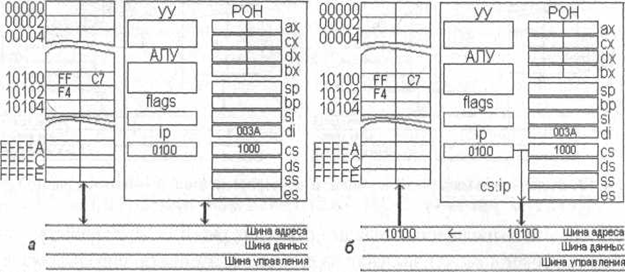 00000
00002
00004
10100 FF C7
10102 F4
10104
FFFFA
FFFFC
FFFFE
УУ
АЛУ
flags
ip
0100
РОН
ax
cx
dx
bx
sp
bp
si
003A di
1000 cs
ds
ss
es
а
Шина адреса
Шина данных
Шина управления
00000
00002
00004
10100 FF C7
10102 F4
10104
FFFFA
FFFFC
FFFFE
УУ
АЛУ
flags
ip
0100
РОН
ax
cx
dx
bx
sp
bp
si
003A di
1000 cs
ds
ss
es
cs:ip
б
10100 ← 10100 Шина адреса
Шина данных
Шина управления